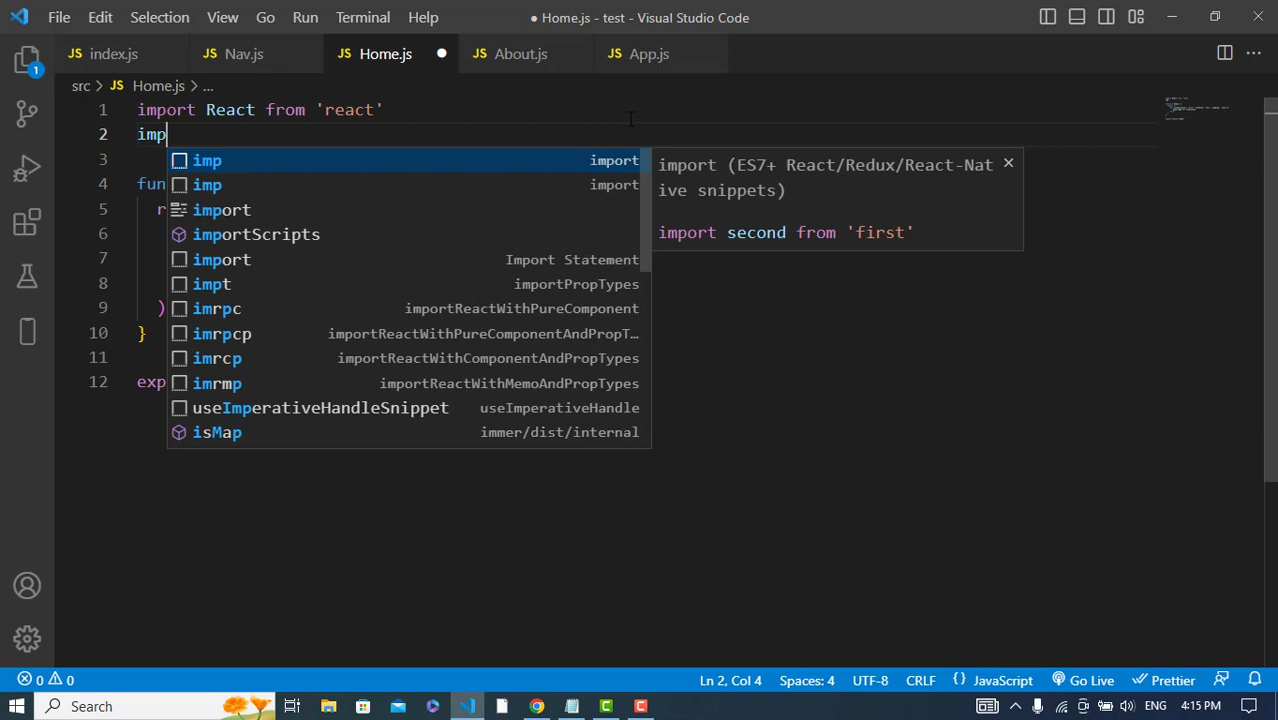 File Edit Selection View Go Run Terminal Help ● Home.js - test - Visual Studio Code
JS index.js JS Nav.js JS Home.js JS About.js JS App.js
src > JS Home.js > ...
1 import React from 'react'
2 imp
3
4 fun
5 r
6
7
8
9 )
10 }
11
12 exp
imp import
imp import
import
importScripts
import Import Statement
impt importPropTypes
imrpc importReactWithPureComponent
imrpcp importReactWithPureComponentAndPropT...
imrcp importReactWithComponentAndPropTypes
imrmp importReactWithMemoAndPropTypes
useImperativeHandleSnippet useImperativeHandle
isMap immer/dist/internal
import (ES7+ React/Redux/React-Nat
ive snippets)
import second from 'first'
1
0 0 Ln 2, Col 4 Spaces: 4 UTF-8 CRLF {} JavaScript Go Live Prettier
Search ENG 4:15 PM